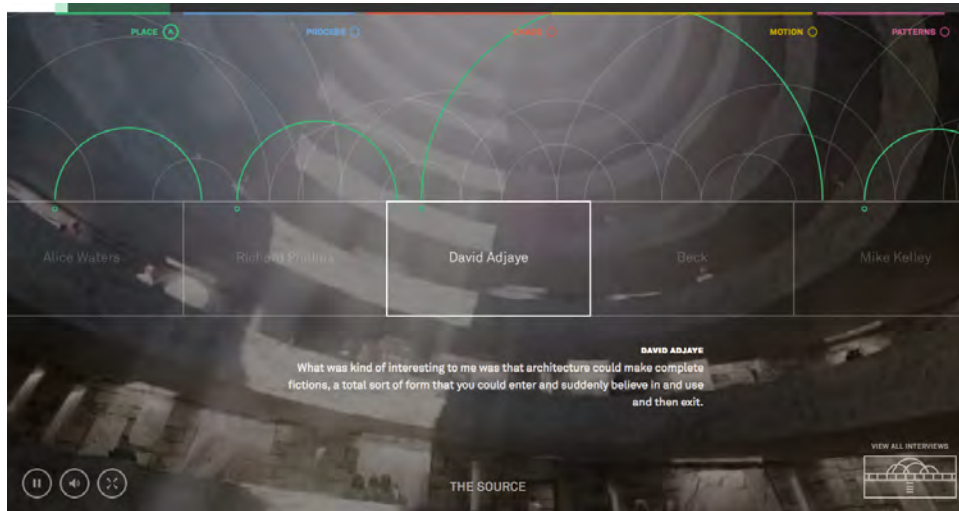 PLACE
PROCESS
MOTION
PATTERNS
Alice Waters
Richard Phillips
David Adjaye
Beck
Mike Kelley
DAVID ADJAYE
What was kind of interesting to me was that architecture could make complete
fictions, a total sort of form that you could enter and suddenly believe in and use
and then exit.
VIEW ALL INTERVIEWS
THE SOURCE